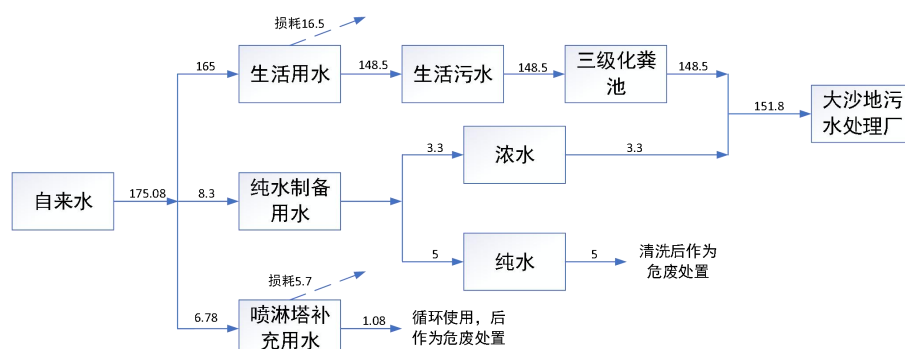 损耗16.5
165
生活用水
148.5
生活污水
148.5
三级化粪
池
148.5
151.8
大沙地污
水处理厂
自来水
175.08
8.3
纯水制备
用水
3.3
浓水
3.3
5
纯水
5
清洗后作为
危废处置
损耗5.7
6.78
喷淋塔补
充用水
1.08
循环使用，后
作为危废处置